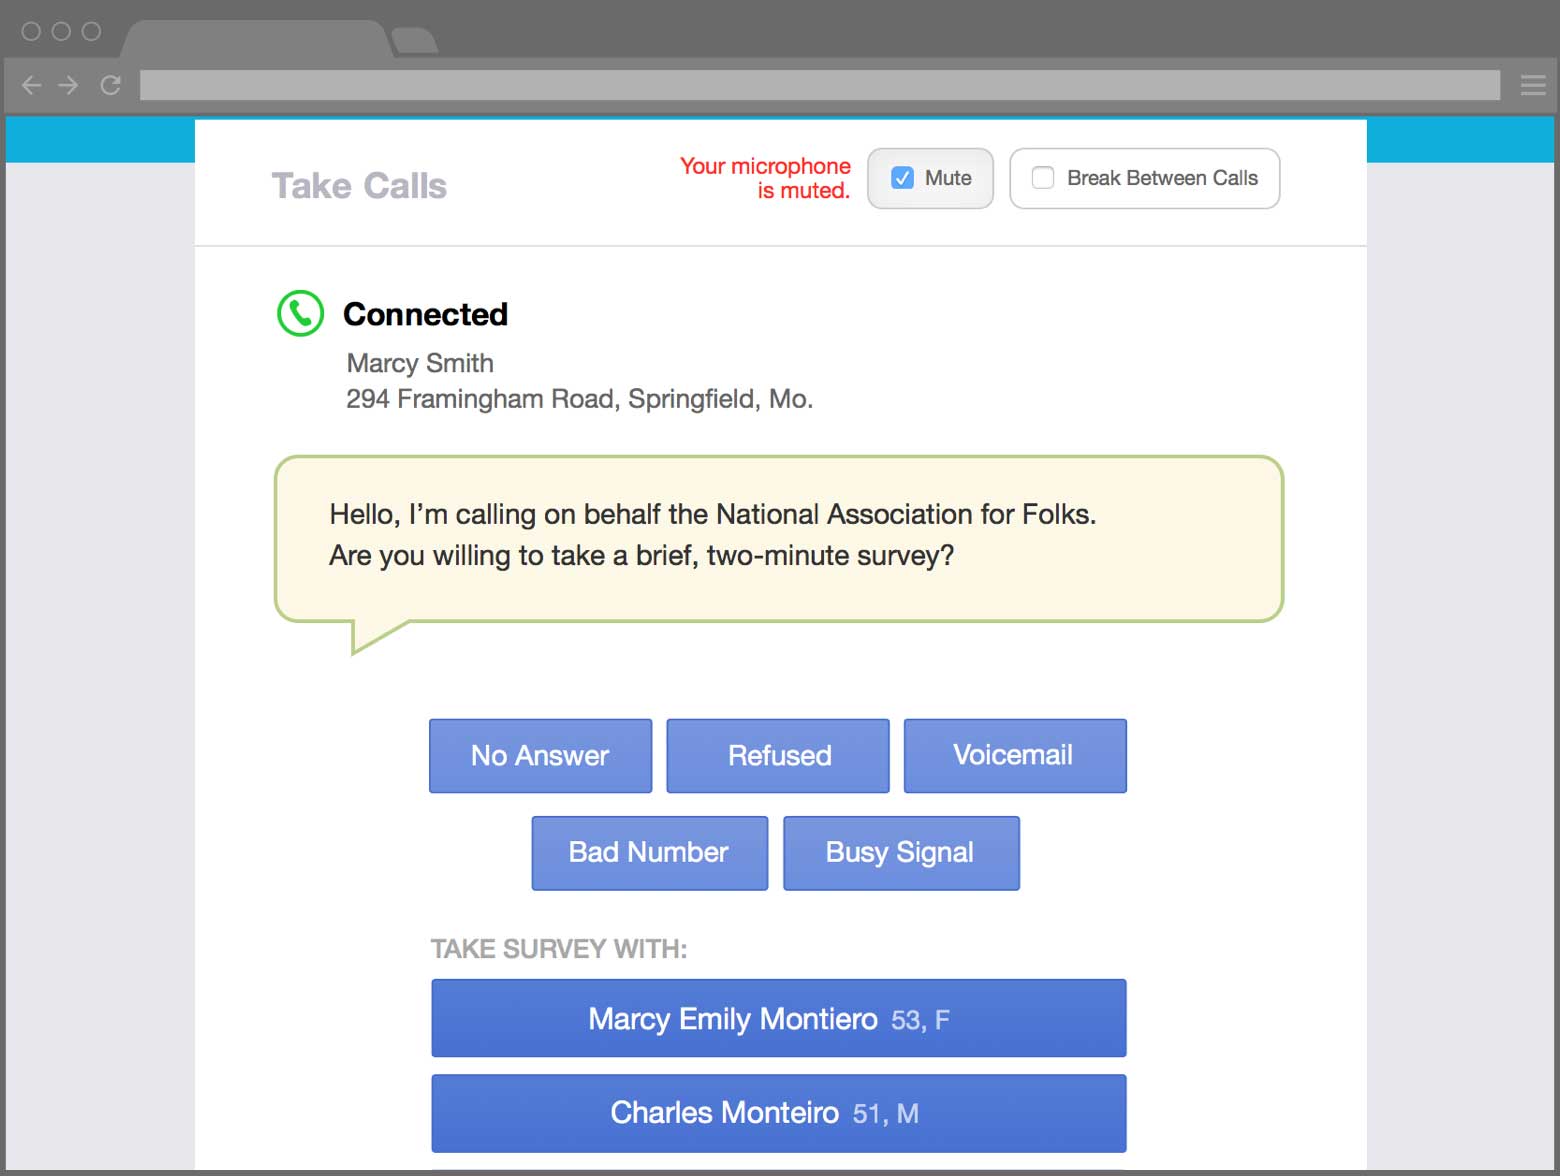 Take Calls
Your microphone
is muted.
Mute
Break Between Calls
Connected
Marcy Smith
294 Framingham Road, Springfield, Mo.
Hello, I’m calling on behalf the National Association for Folks.
Are you willing to take a brief, two-minute survey?
No Answer
Refused
Voicemail
Bad Number
Busy Signal
TAKE SURVEY WITH:
Marcy Emily Montiero 53, F
Charles Monteiro 51, M